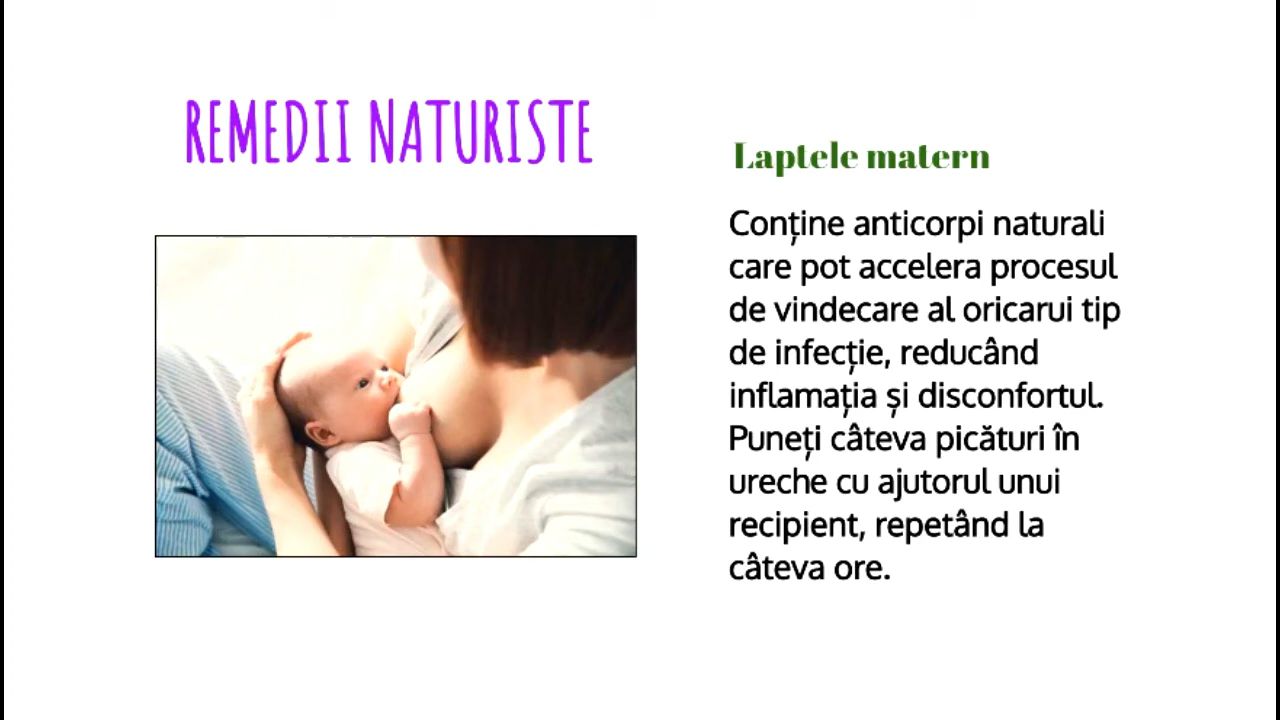 REMEDII NATURISTE
Laptele matern
Conține anticorpi naturali
care pot accelera procesul
de vindecare al oricarui tip
de infecție, reducând
inflamația și disconfortul.
Puneți câteva picături în
ureche cu ajutorul unui
recipient, repetând la
câteva ore.